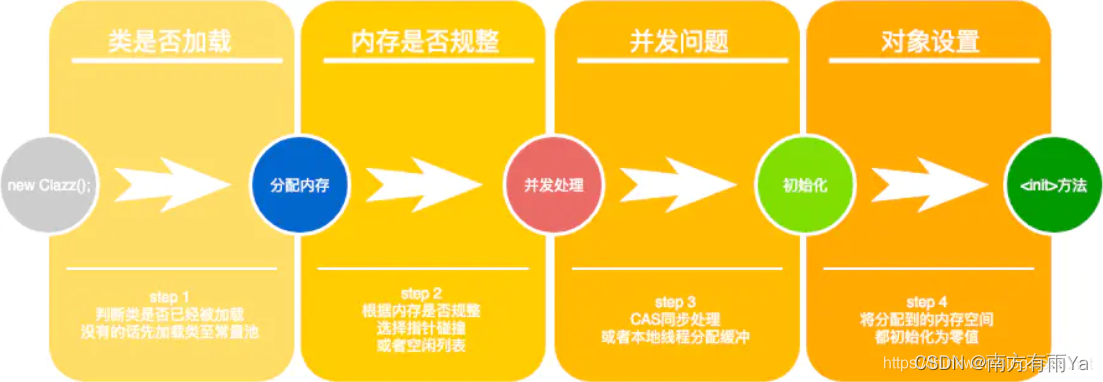 类是否加载
内存是否规整
并发问题
对象设置
new Clazz();
分配内存
并发处理
初始化
<init>方法
step 1
判断类是否已经被加载
没有的话先加载类至常量池
step 2
根据内存是否规整
选择指针碰撞
或者空闲列表
step 3
CAS同步处理
或者本地线程分配缓冲
step 4
将分配到的内存空间
都初始化为零值
CSDN @南方有雨Ya